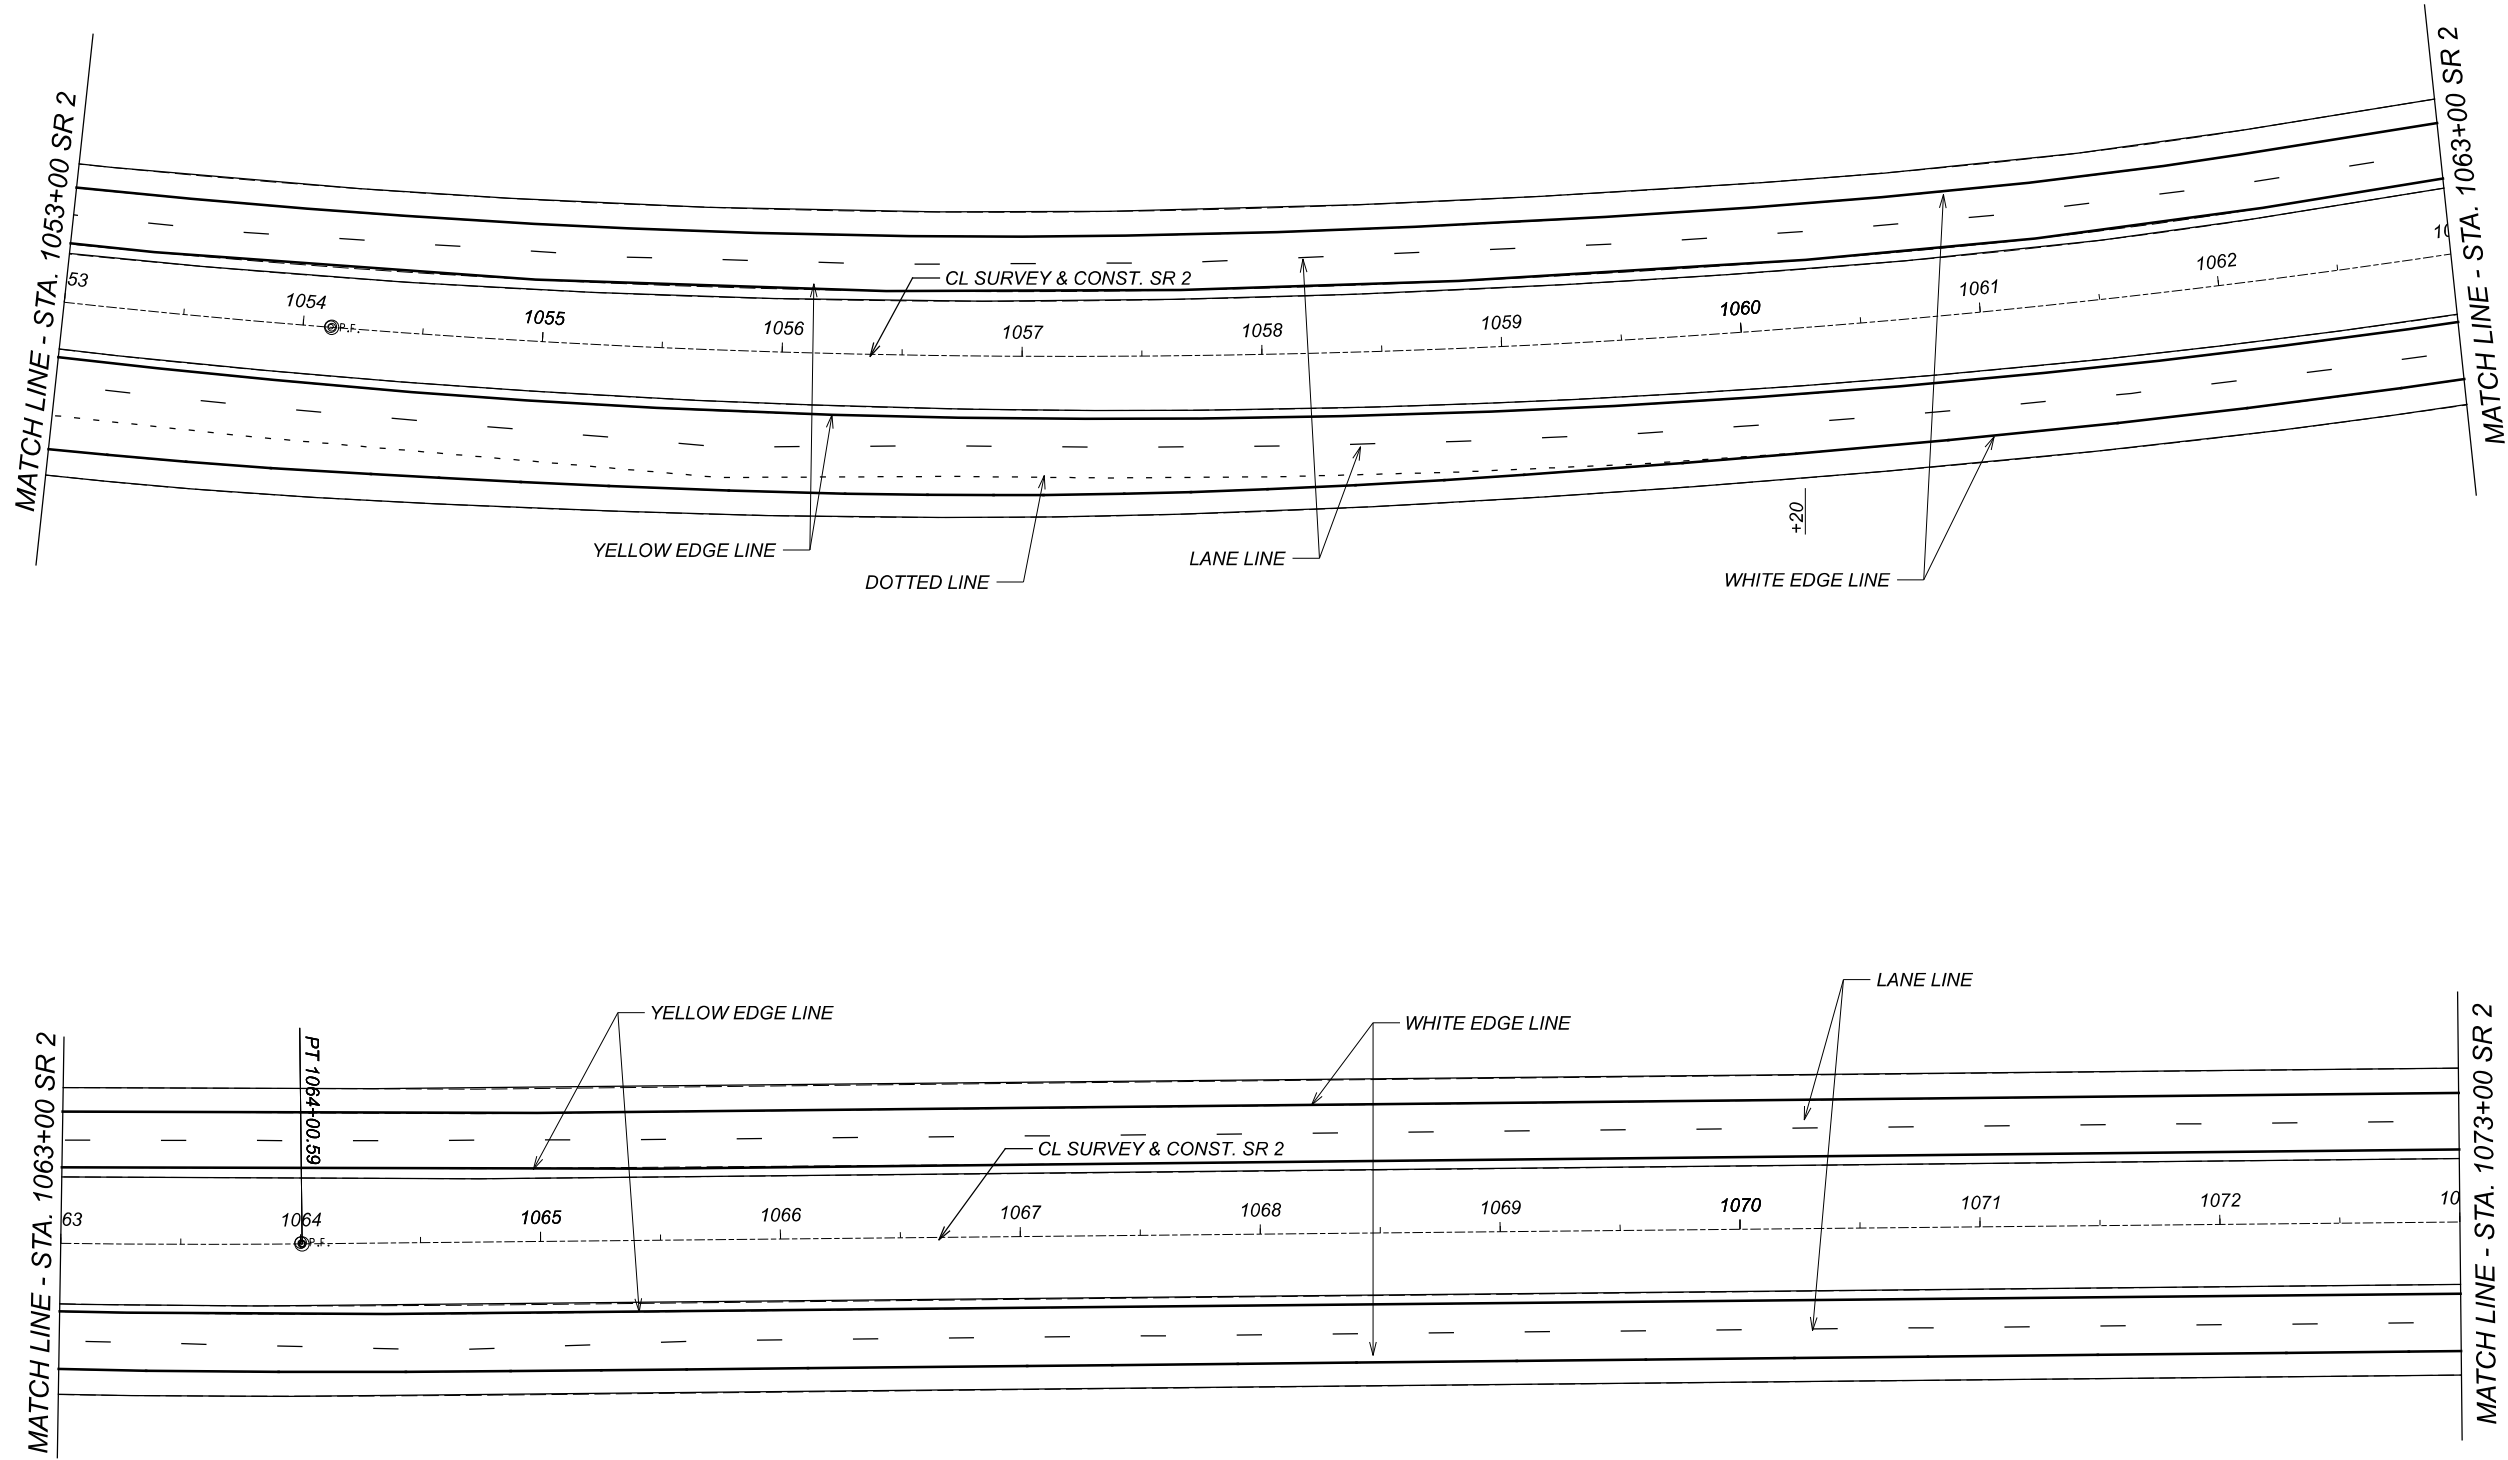 MATCH LINE - STA. 1053+00 SR 2
MATCH LINE - STA. 1063+00 SR 2
53
1054
P.F.
1055
1056
CL SURVEY & CONST. SR 2
1057
1058
1059
1060
1061
1062
10
+20
YELLOW EDGE LINE
DOTTED LINE
LANE LINE
WHITE EDGE LINE
MATCH LINE - STA. 1063+00 SR 2
MATCH LINE - STA. 1073+00 SR 2
LANE LINE
YELLOW EDGE LINE
WHITE EDGE LINE
PT 1064+00.59
CL SURVEY & CONST. SR 2
63
1064
P.F.
1065
1066
1067
1068
1069
1070
1071
1072
10